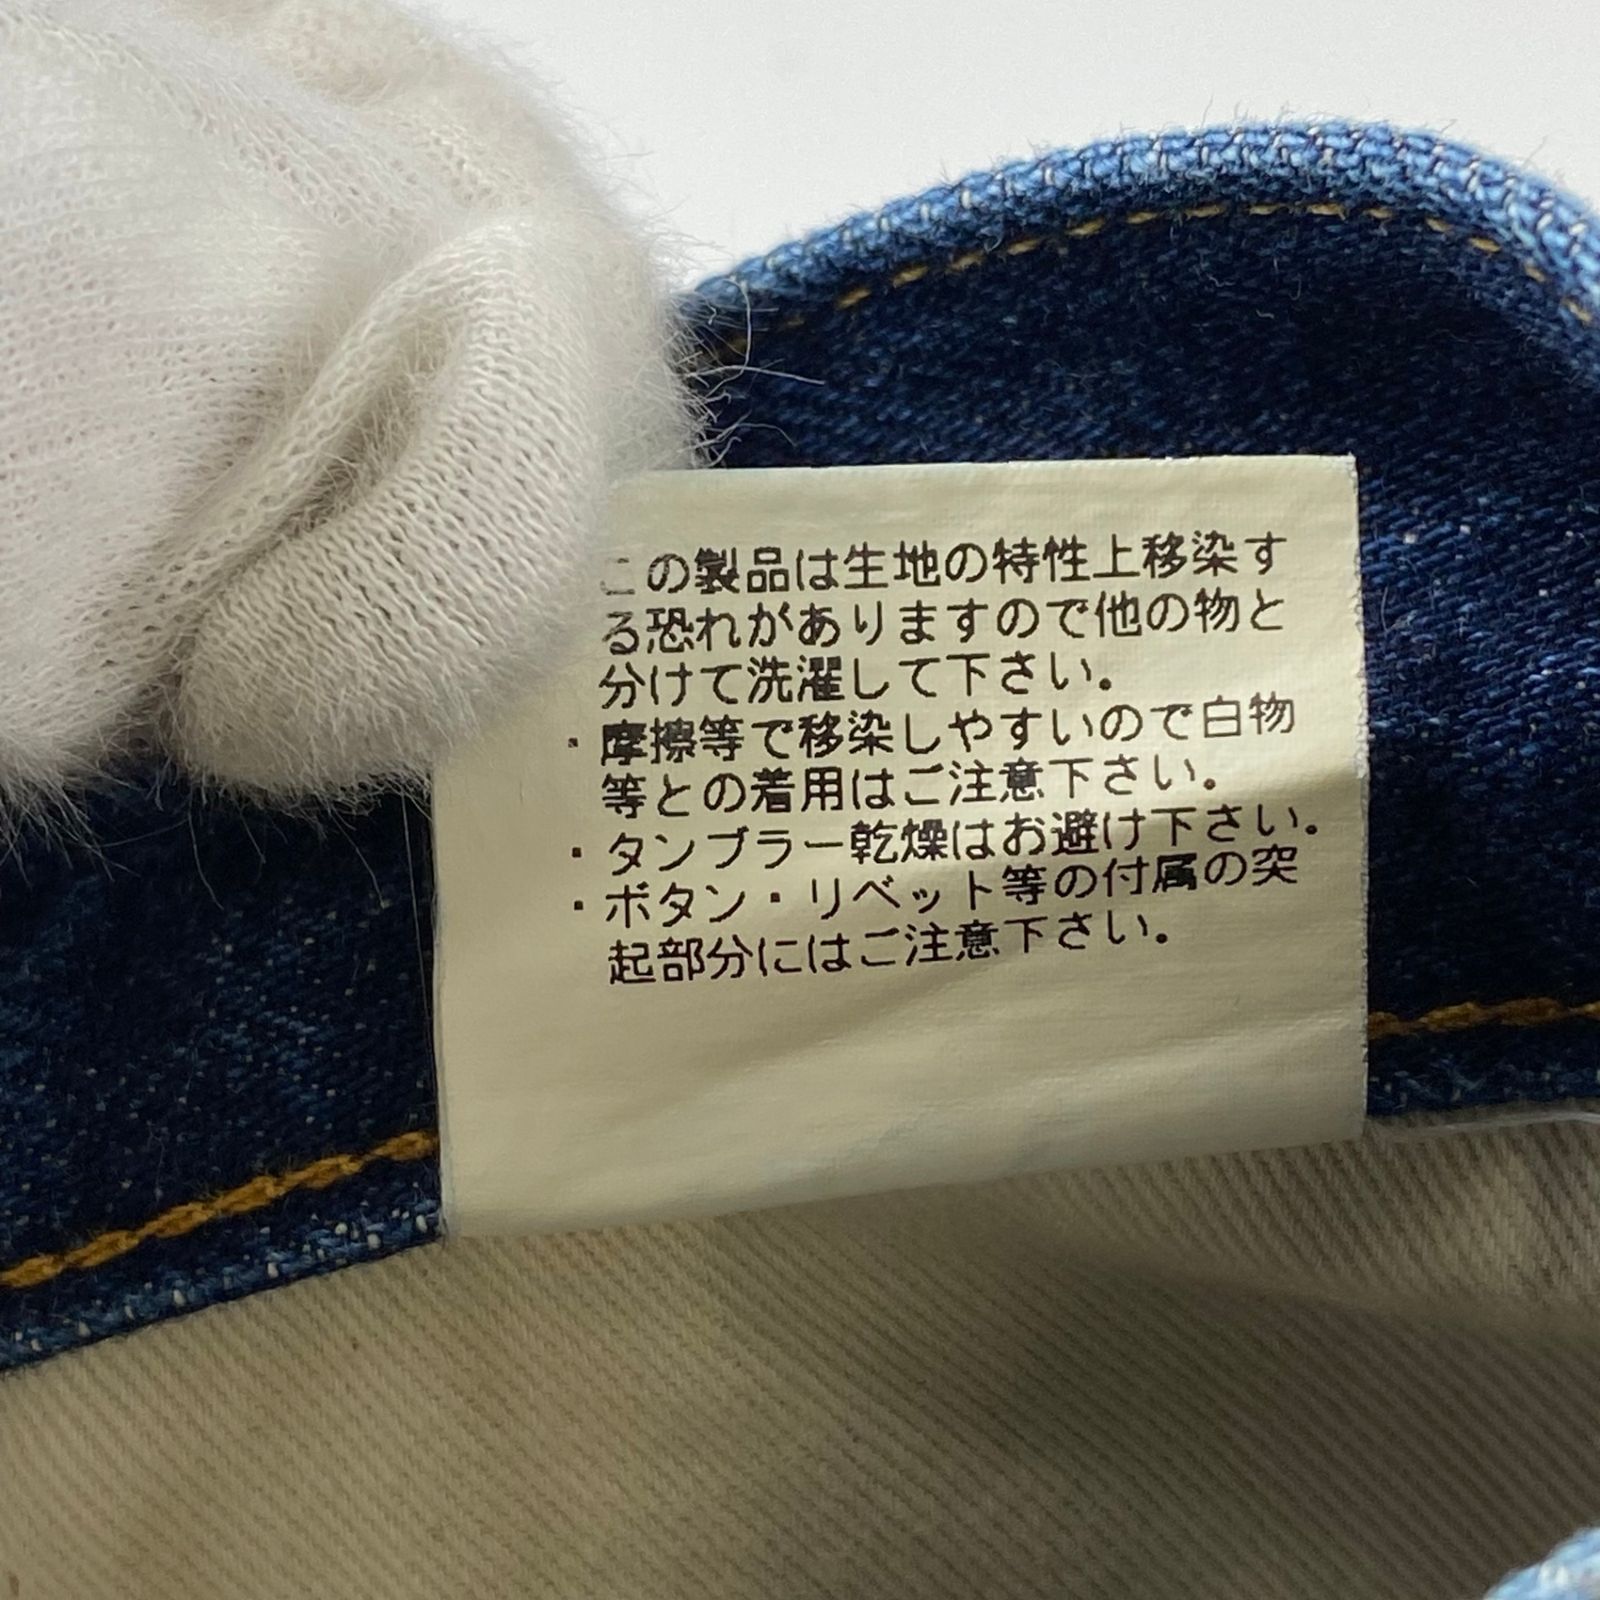 この製品は生地の特性上移染す
る恐れがありますので他の物と
分けて洗濯して下さい。
・摩擦等で移染しやすいので白物
等との着用はご注意下さい。
・タンブラー乾燥はお避け下さい。
・ボタン・リベット等の付属の突
起部分にはご注意下さい。